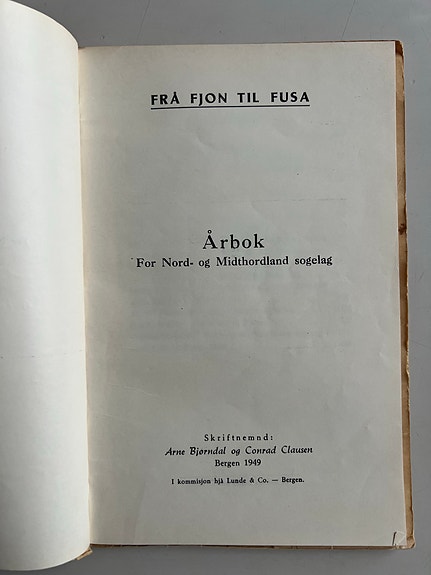 FRÅ FJON TIL FUSA
Årbok
For Nord- og Midthordland sogelag
Skriftnemnd:
Arne Bjørndal og Conrad Clausen
Bergen 1949
I kommisjon hjå Lunde & Co. — Bergen.